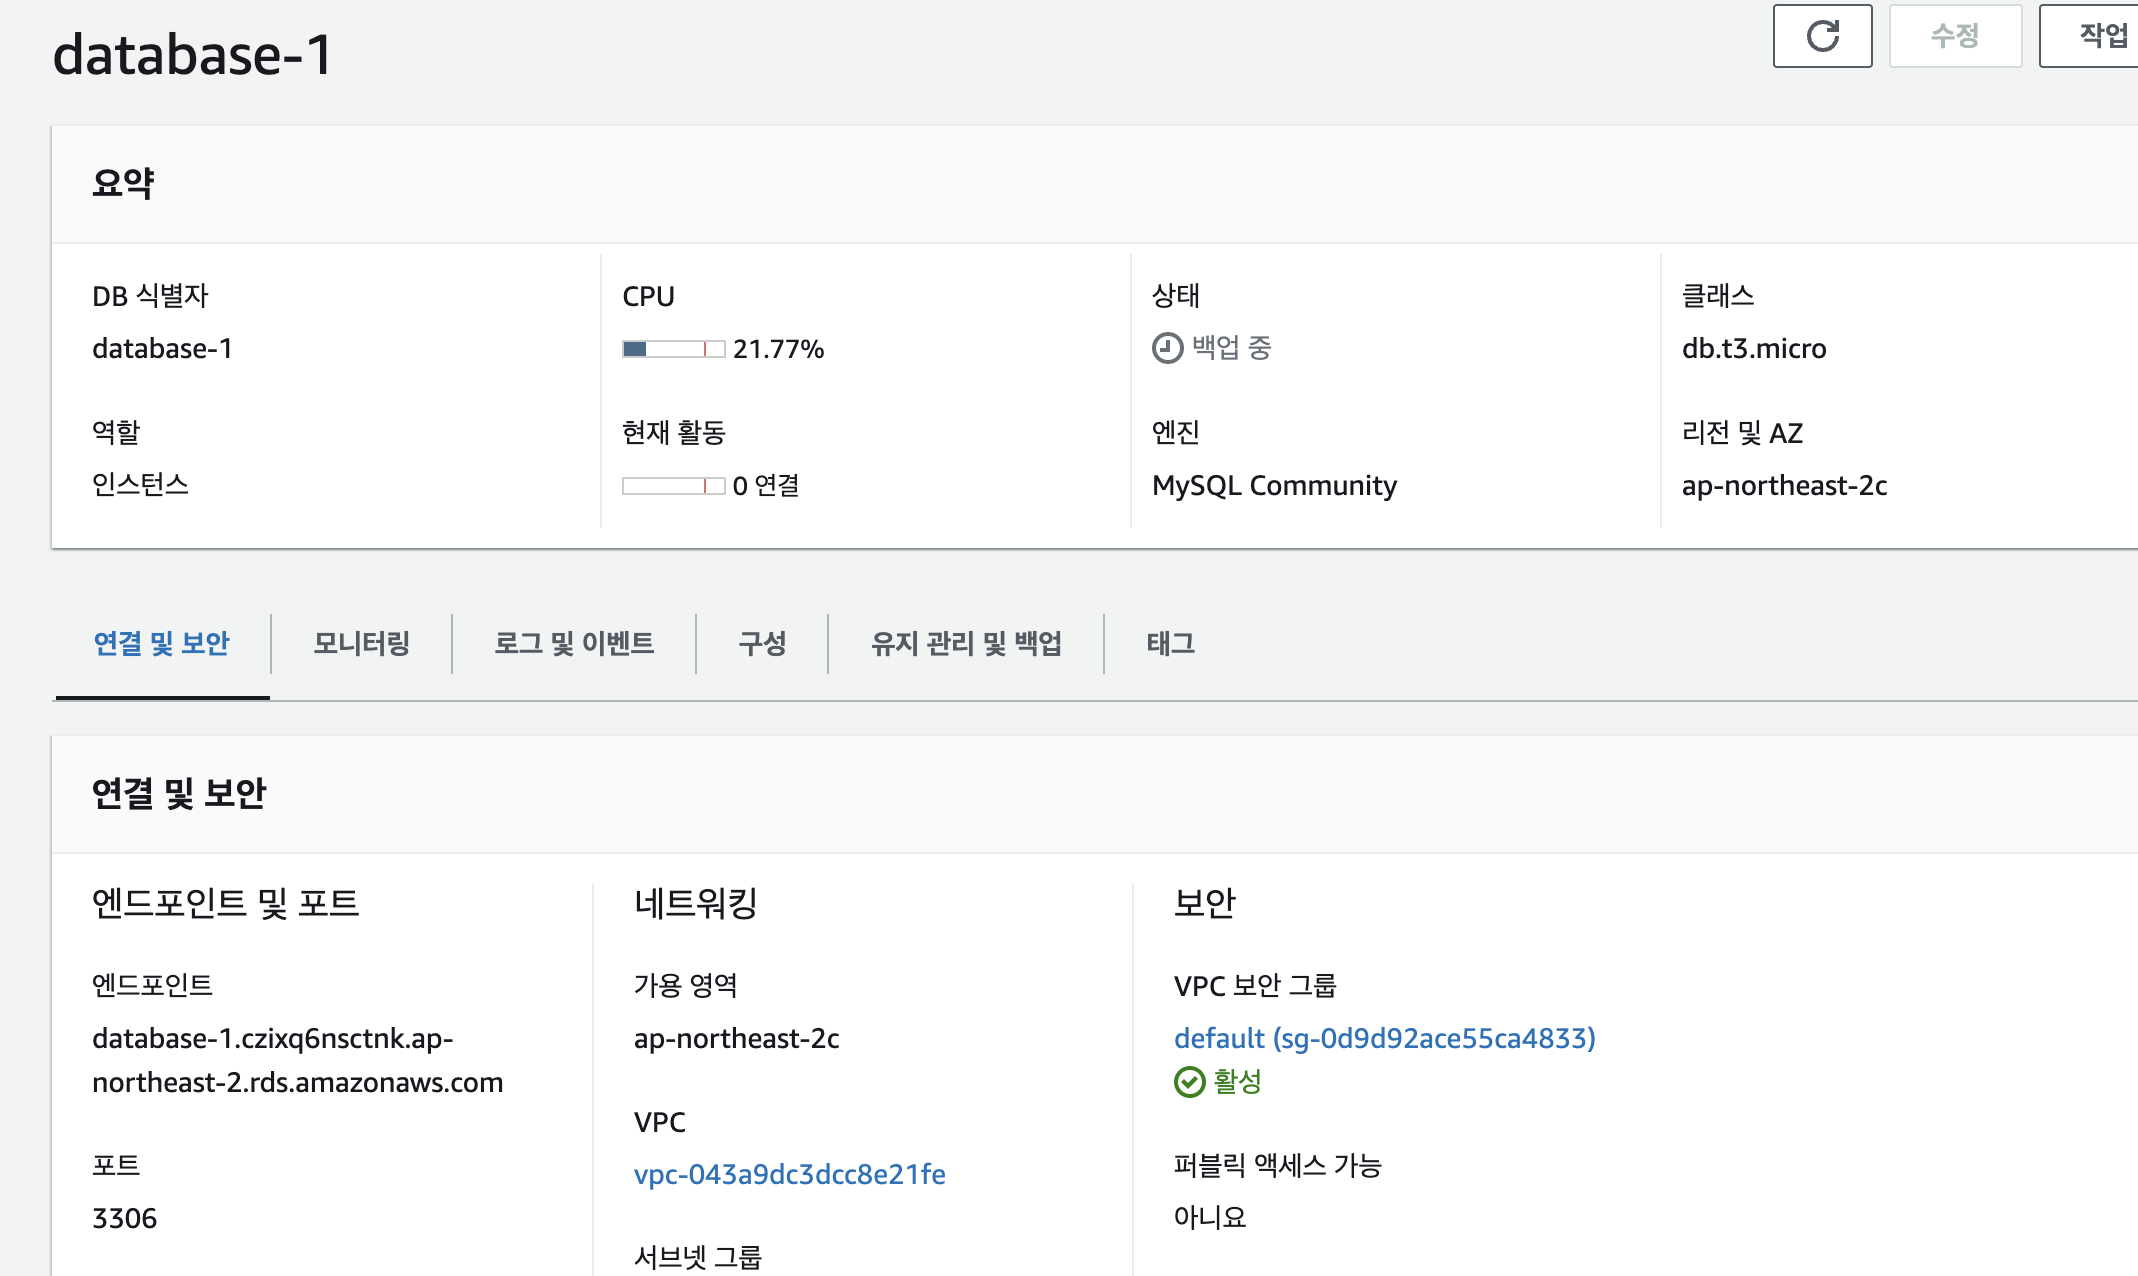 database-1
수정
작업
요약
DB 식별자
CPU
상태
클래스
database-1
21.77%
백업 중
db.t3.micro
역할
현재 활동
엔진
리전 및 AZ
인스턴스
0 연결
MySQL Community
ap-northeast-2c
연결 및 보안
모니터링
로그 및 이벤트
구성
유지 관리 및 백업
태그
연결 및 보안
엔드포인트 및 포트
엔드포인트
database-1.czixq6nsctnk.ap-
northeast-2.rds.amazonaws.com
포트
3306
네트워킹
가용 영역
ap-northeast-2c
VPC
vpc-043a9dc3dcc8e21fe
서브넷 그룹
보안
VPC 보안 그룹
default (sg-0d9d92ace55ca4833)
활성
퍼블릭 액세스 가능
아니요